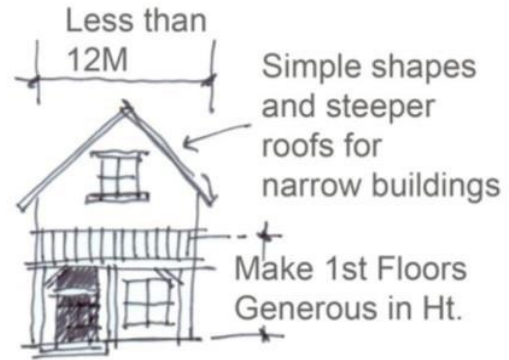 Less than
12M
Simple shapes
and steeper
roofs for
narrow buildings
Make 1st Floors
Generous in Ht.